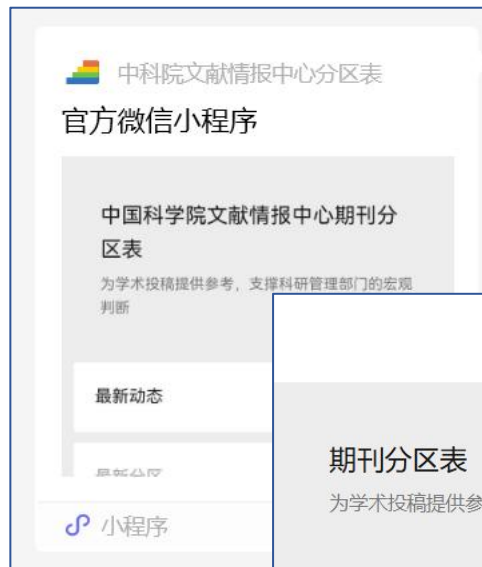 中科院文献情报中心分区表
官方微信小程序
中国科学院文献情报中心期刊分
区表
为学术投稿提供参考，支撑科研管理部门的宏观
判断
最新动态
最新分区
小程序
期刊分区表
为学术投稿提供参